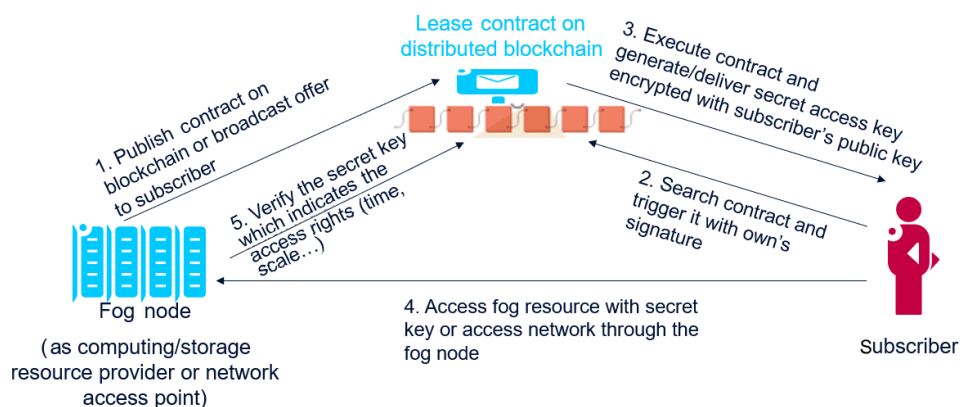 Lease contract on
distributed blockchain
1. Publish contract on
blockchain or broadcast offer
to subscriber
3. Execute contract and
generate/deliver secret access key
encrypted with subscriber's public key
5. Verify the secret key
which indicates the
access rights (time,
scale...)
2. Search contract and
trigger it with own's
signature
Fog node
(as computing/storage
resource provider or network
access point)
4. Access fog resource with secret
key or access network through the
fog node
Subscriber